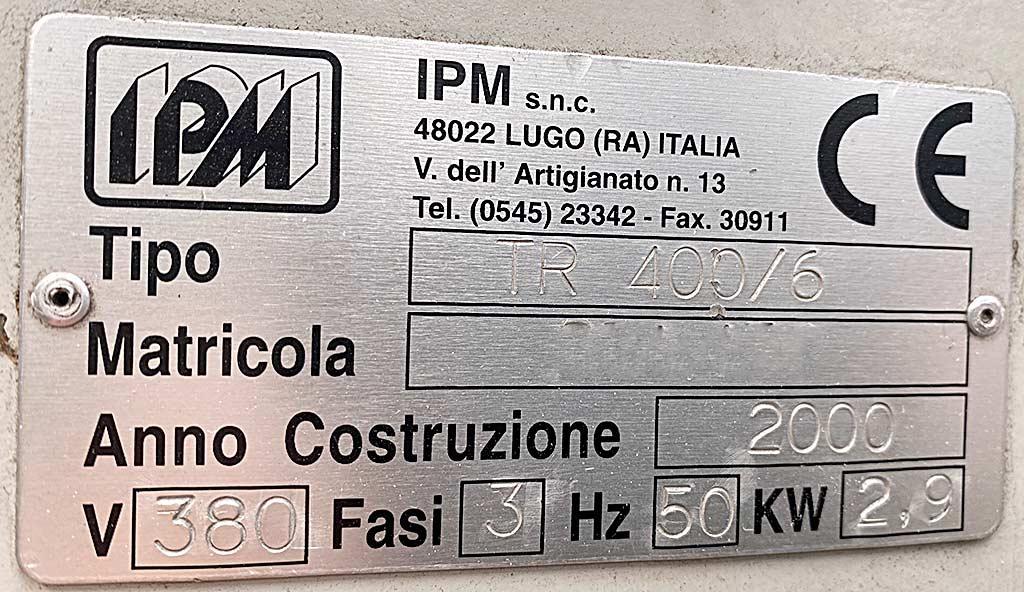 IPM
IPM s.n.c.
48022 LUGO (RA) ITALIA
V. dell' Artigianato n. 13
Tel. (0545) 23342 - Fax. 30911
CE
Tipo TR 400/6
Matricola
Anno Costruzione 2000
V 380 Fasi 3 Hz 50 KW 2,9